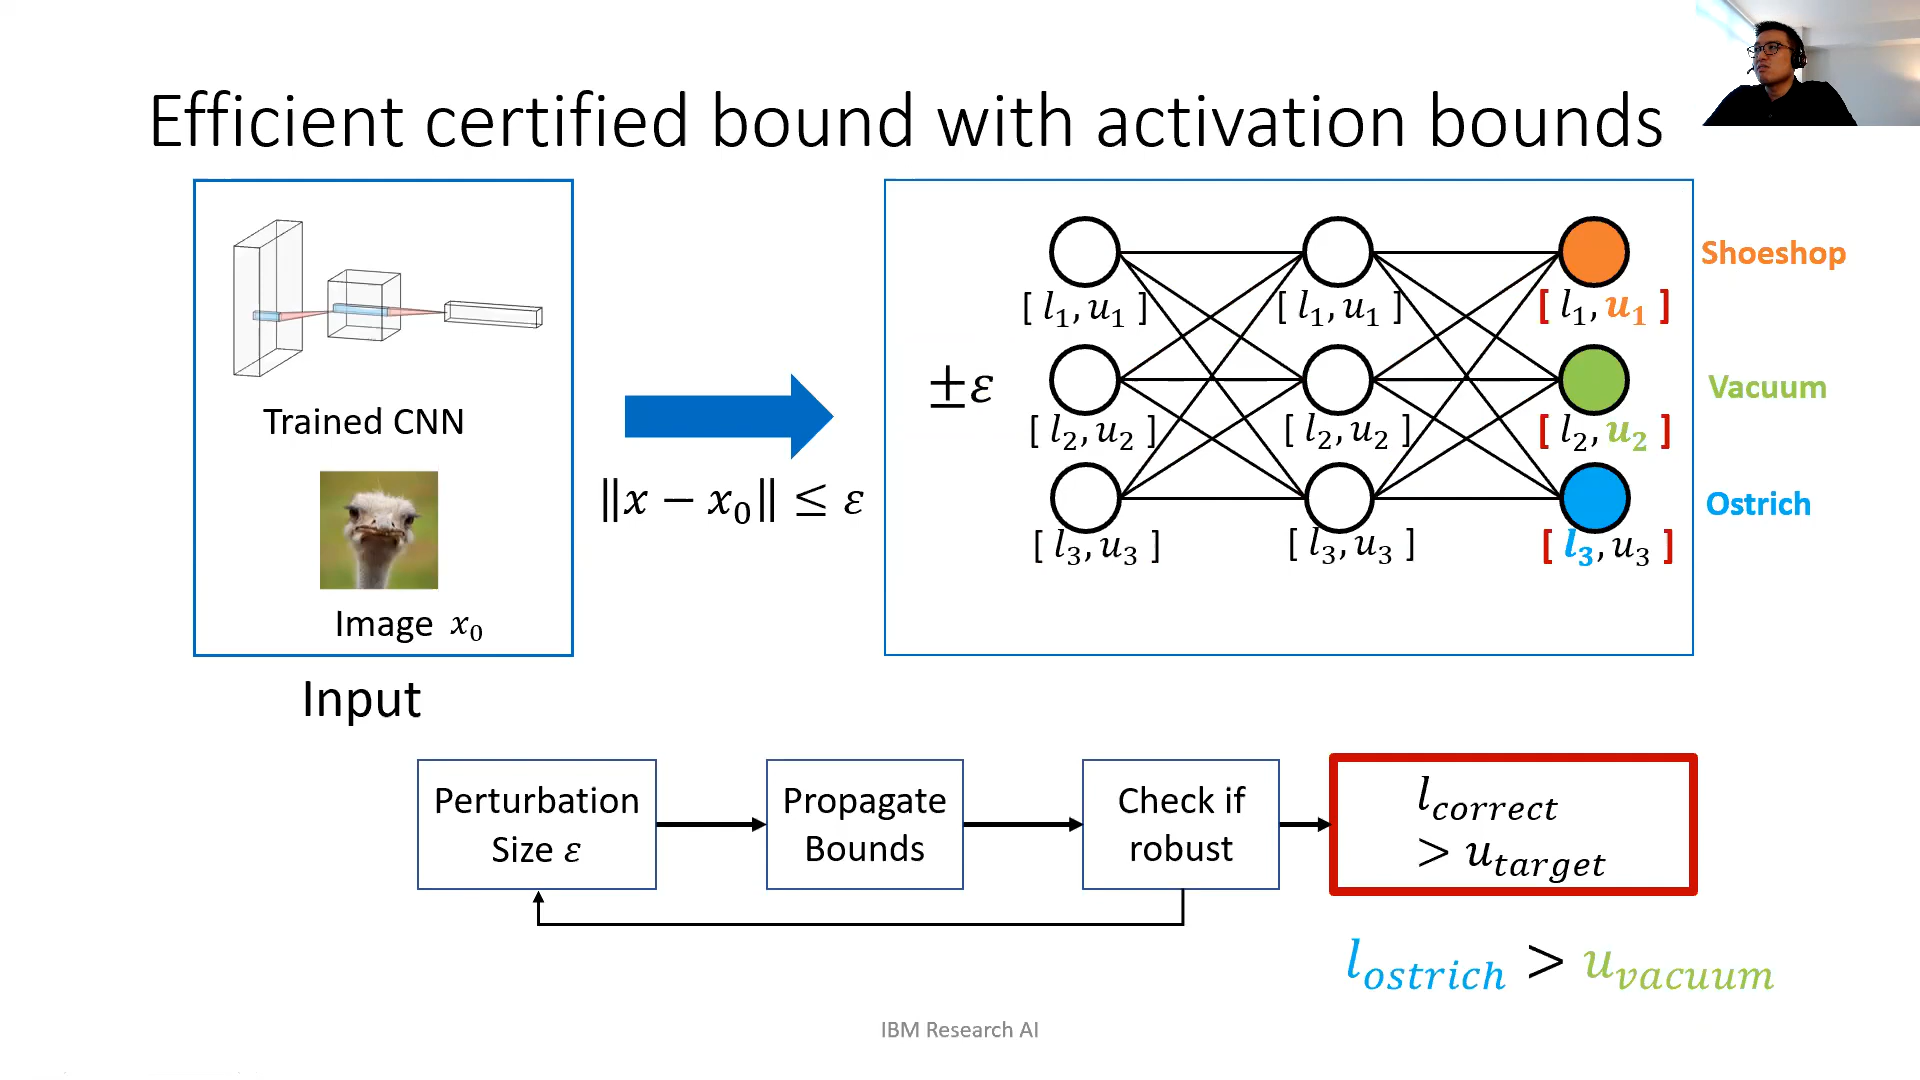 Efficient certified bound with activation bounds
Trained CNN
Image x₀
Input
‖x − x₀‖ ≤ ε
±ε
[ l₁, u₁ ]
[ l₁, u₁ ]
[ l₁, u₁ ]
Shoeshop
[ l₂, u₂ ]
[ l₂, u₂ ]
[ l₂, u₂ ]
Vacuum
[ l₃, u₃ ]
[ l₃, u₃ ]
[ l₃, u₃ ]
Ostrich
Perturbation
Size ε
Propagate
Bounds
Check if
robust
l_correct
> u_target
l_ostrich > u_vacuum
IBM Research AI